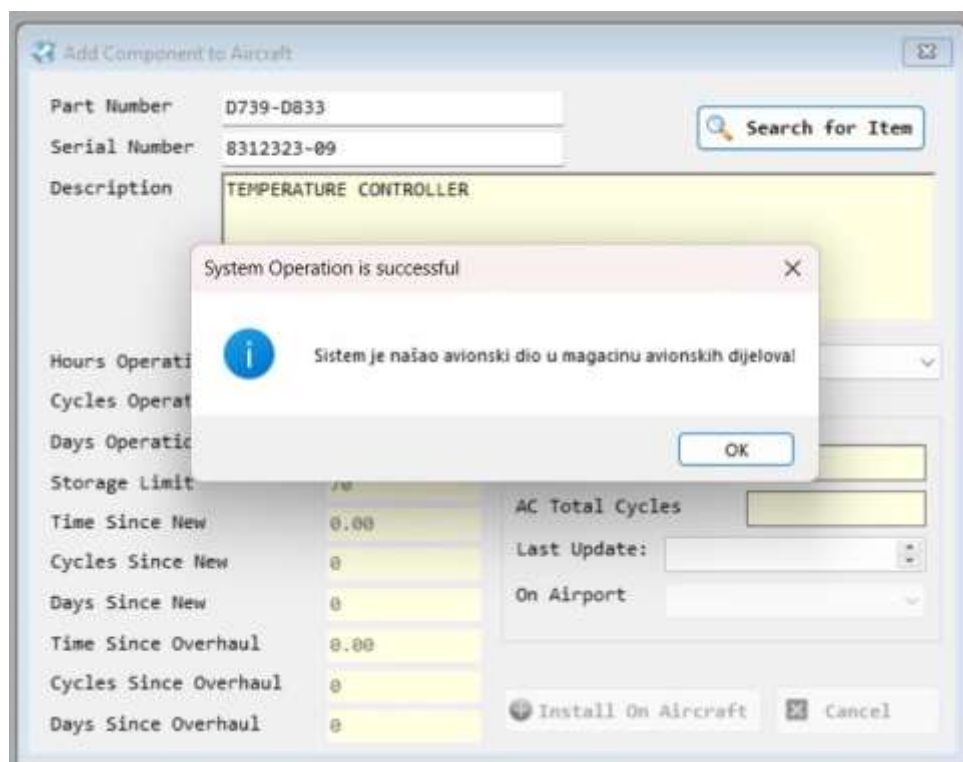 Add Component to Aircraft
Part Number D739-D833
Search for Item
Serial Number 8312323-09
Description TEMPERATURE CONTROLLER
System Operation is successful
Sistem je našao avionski dio u magacinu avionskih dijelova!
OK
Hours Operati
Cycles Operat
Days Operatio
Storage Limit 70
Time Since New 0.00
Cycles Since New 0
Days Since New 0
Time Since Overhaul 0.00
Cycles Since Overhaul 0
Days Since Overhaul 0
AC Total Cycles
Last Update:
On Airport
Install On Aircraft
Cancel